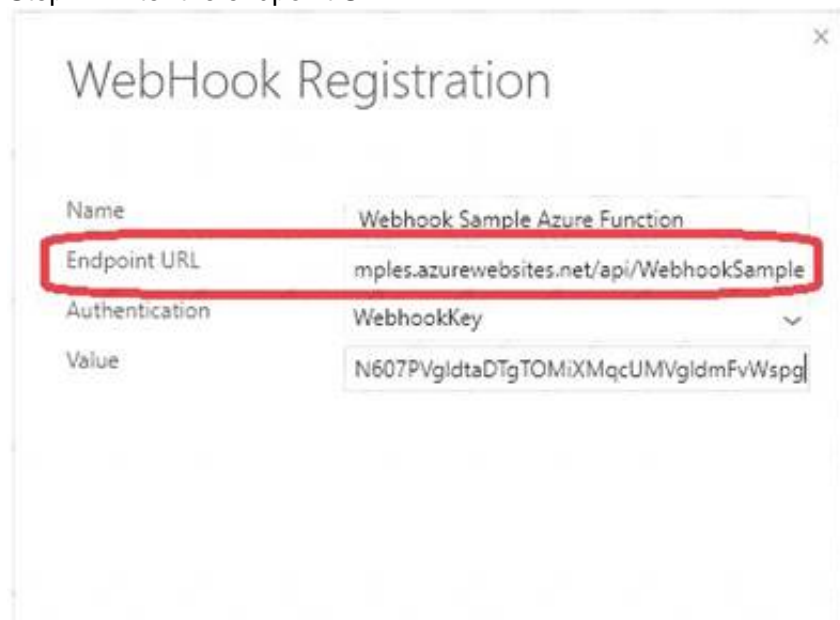 WebHook Registration
Name
Webhook Sample Azure Function
Endpoint URL
mples.azurewebsites.net/api/WebhookSample
Authentication
WebhookKey
Value
N607PVgldtaDTgTOMiXMqcUMVgldmFvWspg